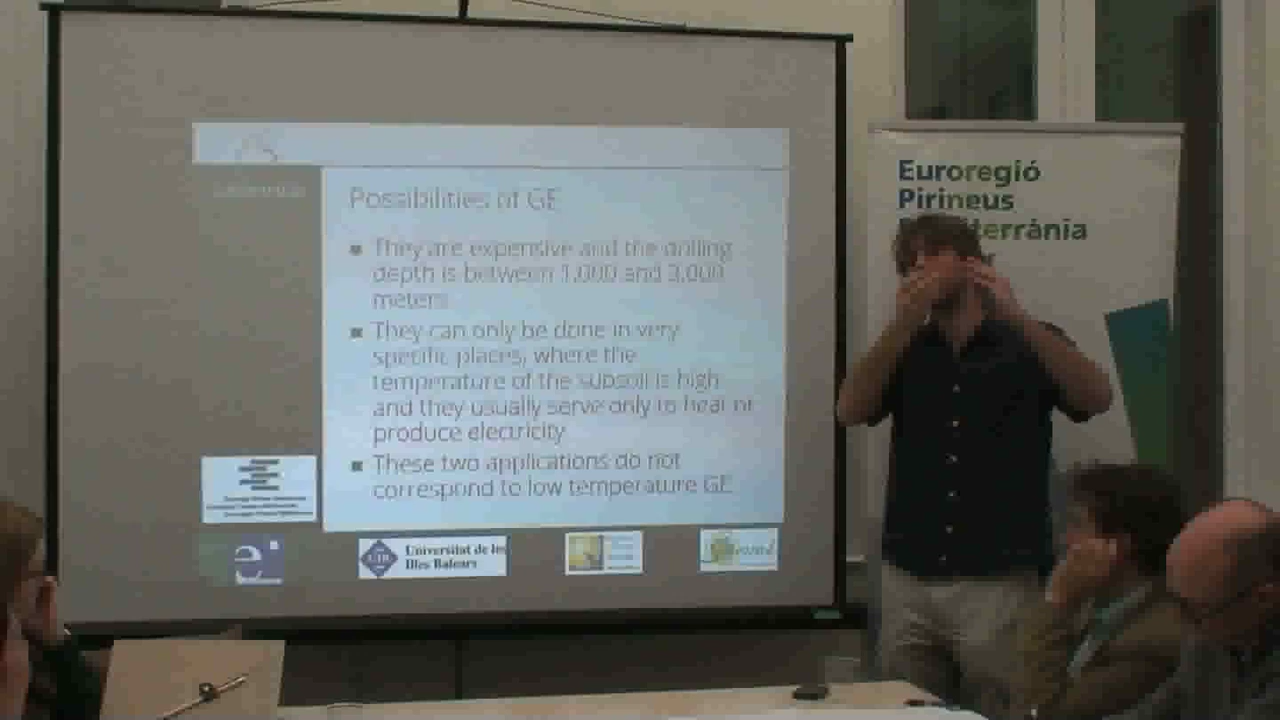 Possibilities of GE
▪ They are expensive and the drilling
depth is between 1,000 and 3,000
meters
▪ They can only be done in very
specific places, where the
temperature of the subsoil is high
and they usually serve only to heat or
produce electricity
▪ These two applications do not
correspond to low temperature GE
Universitat de les
Illes Balears
Euroregió
Pirineus
Mediterrània